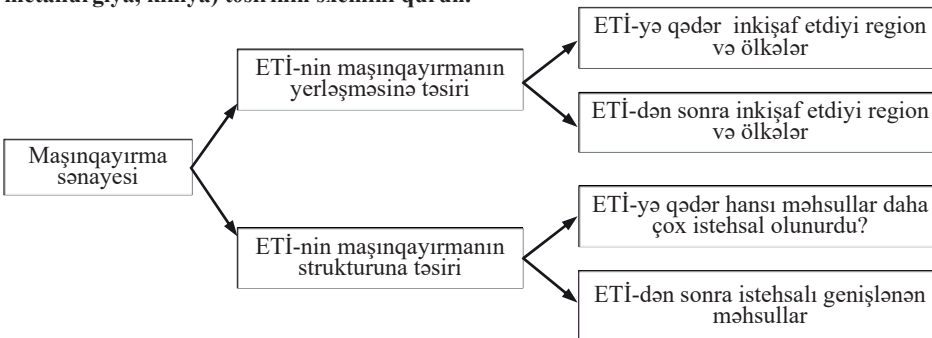 metallurgiya, kimya) təsirinin sxemini qurun.
ETİ-yə qədər inkişaf etdiyi region
və ölkələr
ETİ-nin maşınqayırmanın
yerləşməsinə təsiri
ETİ-dən sonra inkişaf etdiyi region
və ölkələr
Maşınqayırma
sənayesi
ETİ-yə qədər hansı məhsullar daha
çox istehsal olunurdu?
ETİ-nin maşınqayırmanın
strukturuna təsiri
ETİ-dən sonra istehsalı genişlənən
məhsullar